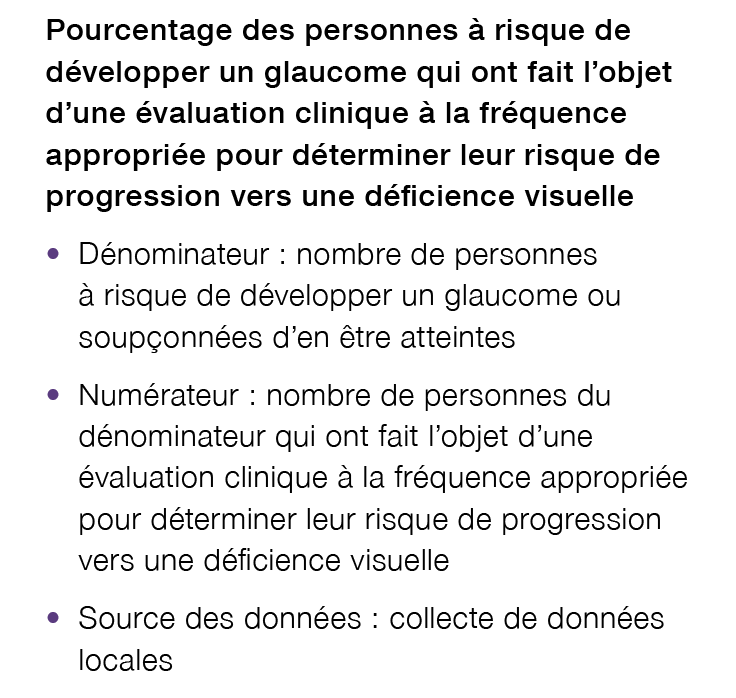 Pourcentage des personnes à risque de
développer un glaucome qui ont fait l’objet
d’une évaluation clinique à la fréquence
appropriée pour déterminer leur risque de
progression vers une déficience visuelle
• Dénominateur : nombre de personnes
à risque de développer un glaucome ou
soupçonnées d’en être atteintes
• Numérateur : nombre de personnes du
dénominateur qui ont fait l’objet d’une
évaluation clinique à la fréquence appropriée
pour déterminer leur risque de progression
vers une déficience visuelle
• Source des données : collecte de données
locales